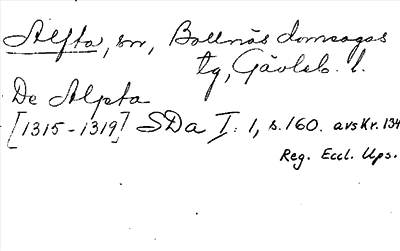 Alfta, sn, Bollnäs domsagas
tg, Gävleb. l.
De Alpta
[1315-1319] SDa I: 1, s. 160. avskr. 134
Reg. Eccl. Ups.